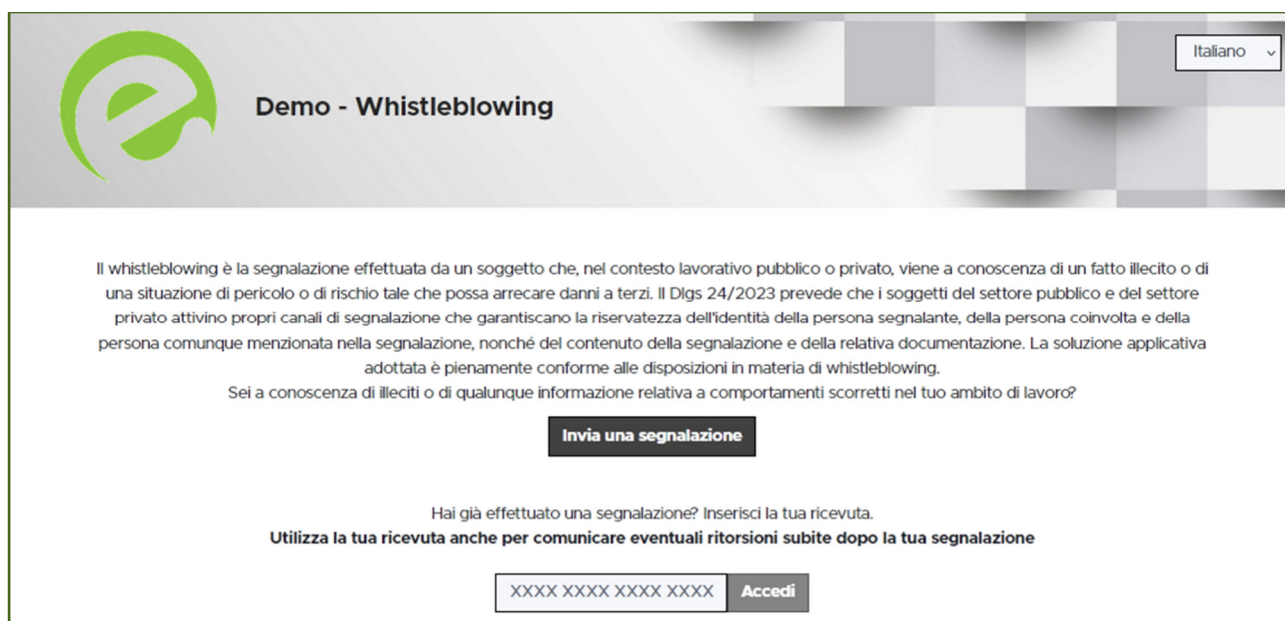 Italiano
Demo - Whistleblowing
Il whistleblowing è la segnalazione effettuata da un soggetto che, nel contesto lavorativo pubblico o privato, viene a conoscenza di un fatto illecito o di
una situazione di pericolo o di rischio tale che possa arrecare danni a terzi. Il Dlgs 24/2023 prevede che i soggetti del settore pubblico e del settore
privato attivino propri canali di segnalazione che garantiscano la riservatezza dell'identità della persona segnalante, della persona coinvolta e della
persona comunque menzionata nella segnalazione, nonché del contenuto della segnalazione e della relativa documentazione. La soluzione applicativa
adottata è pienamente conforme alle disposizioni in materia di whistleblowing.
Sei a conoscenza di illeciti o di qualunque informazione relativa a comportamenti scorretti nel tuo ambito di lavoro?
Invia una segnalazione
Hai già effettuato una segnalazione? Inserisci la tua ricevuta.
Utilizza la tua ricevuta anche per comunicare eventuali ritorsioni subite dopo la tua segnalazione
XXXX XXXX XXXX XXXX Accedi